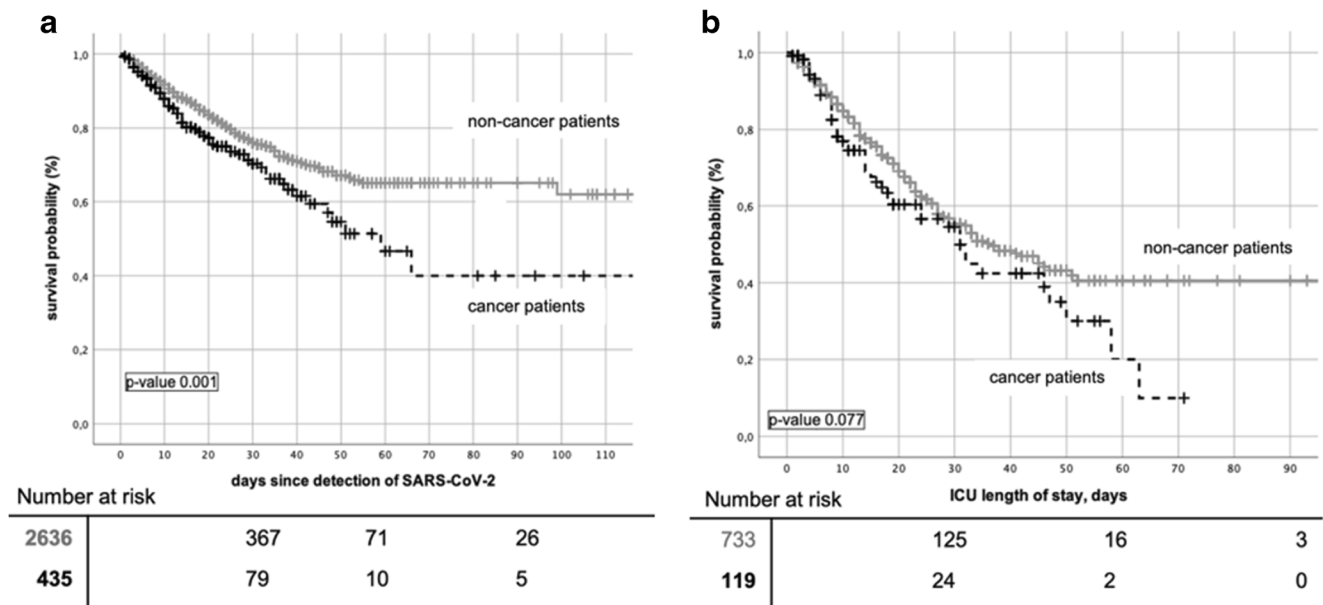 a
survival probability (%)
1,0
0,8
0,6
0,4
0,2
0,0
non-cancer patients
cancer patients
p-value 0.001
0 10 20 30 40 50 60 70 80 90 100 110
days since detection of SARS-CoV-2
Number at risk
2636 367 71 26
435 79 10 5
b
survival probability (%)
1,0
0,8
0,6
0,4
0,2
0,0
non-cancer patients
cancer patients
p-value 0.077
0 10 20 30 40 50 60 70 80 90
ICU length of stay, days
Number at risk
733 125 16 3
119 24 2 0